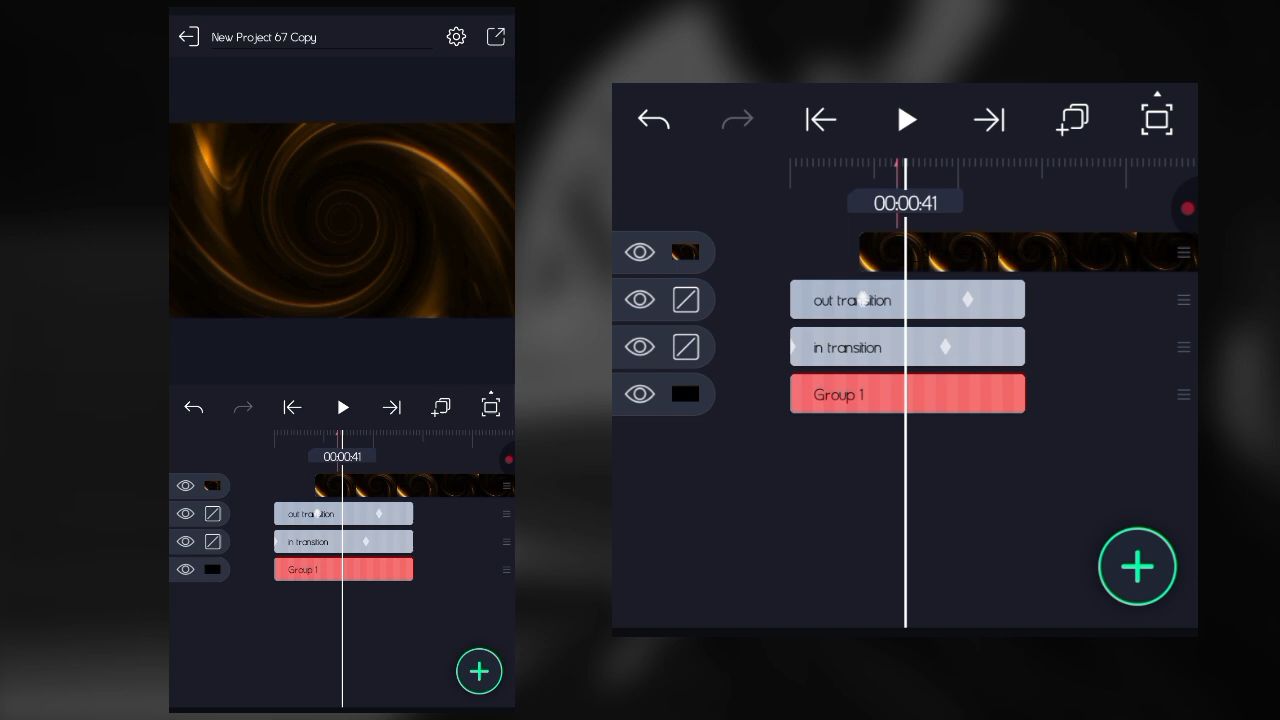 New Project 67 Copy
00:00:41
out transition
in transition
Group 1
00:00:41
out transition
in transition
Group 1